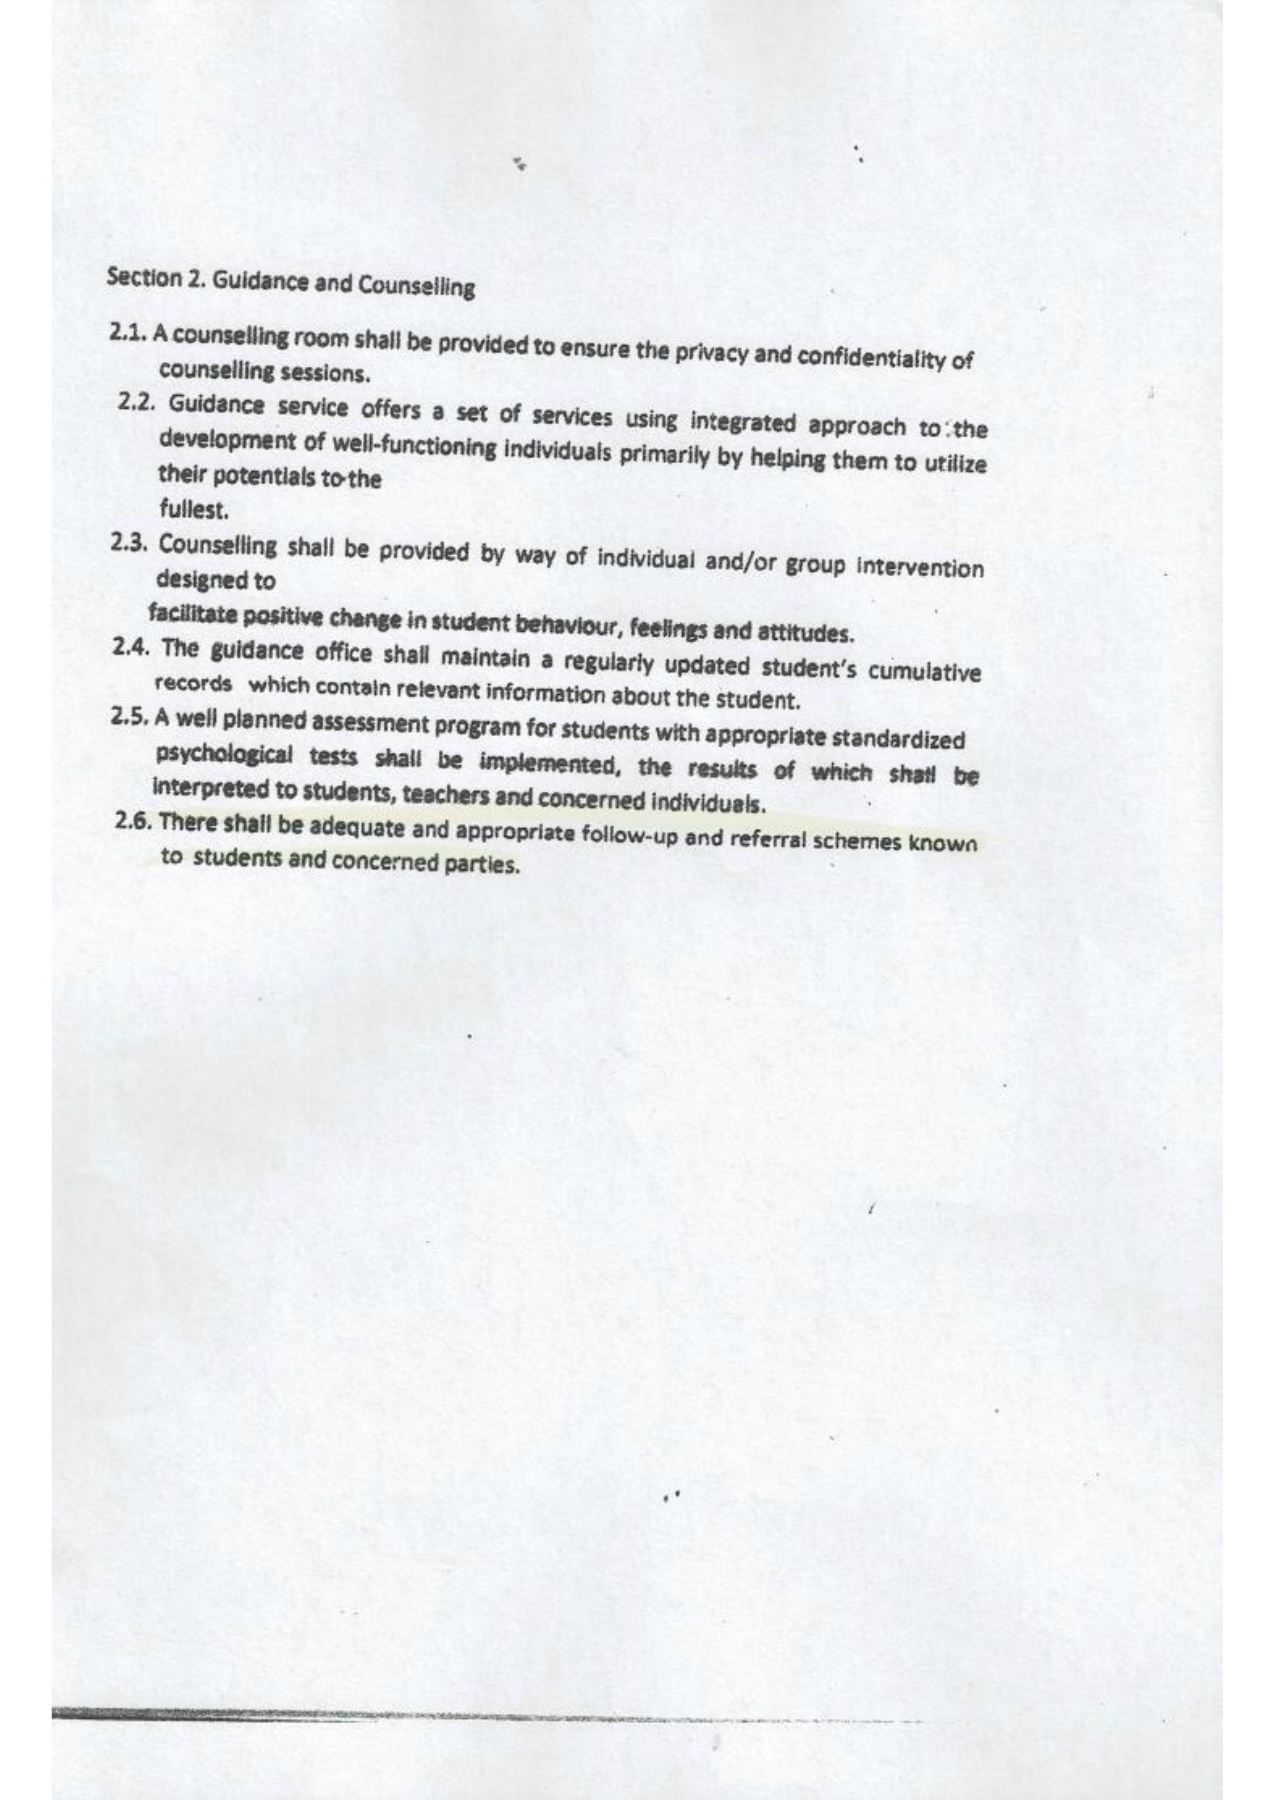 Section 2. Guidance and Counselling
2.1. A counselling room shall be provided to ensure the privacy and confidentiality of
counselling sessions.
2.2. Guidance service offers a set of services using integrated approach to the
development of well-functioning individuals primarily by helping them to utilize
their potentials to the
fullest.
2.3. Counselling shall be provided by way of individual and/or group intervention
designed to
facilitate positive change in student behaviour, feelings and attitudes.
2.4. The guidance office shall maintain a regularly updated student's cumulative
records which contain relevant information about the student.
2.5. A well planned assessment program for students with appropriate standardized
psychological tests shall be implemented, the results of which shall be
interpreted to students, teachers and concerned individuals.
2.6. There shall be adequate and appropriate follow-up and referral schemes known
to students and concerned parties.